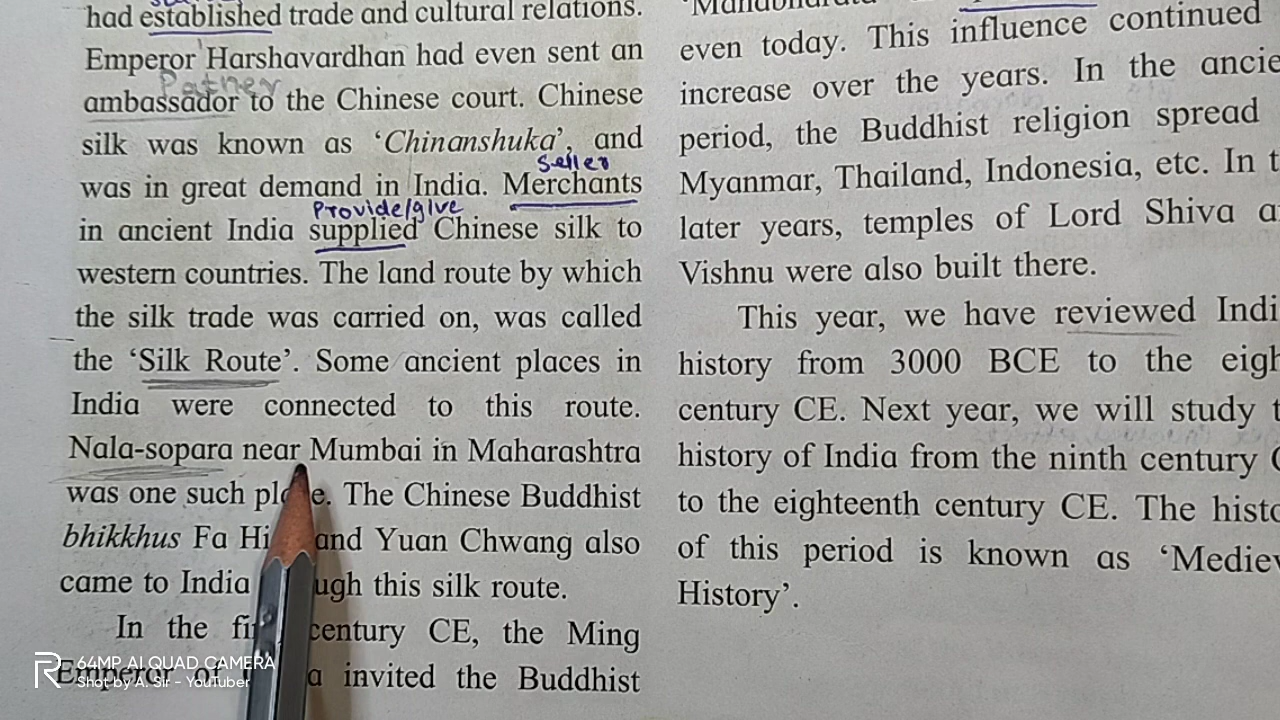 had established trade and cultural relations.
Emperor Harshavardhan had even sent an
Patner
ambassador to the Chinese court. Chinese
silk was known as ‘Chinanshuka’, and
Seller
was in great demand in India. Merchants
Provide/give
in ancient India supplied Chinese silk to
western countries. The land route by which
the silk trade was carried on, was called
the ‘Silk Route’. Some ancient places in
India were connected to this route.
Nala-sopara near Mumbai in Maharashtra
was one such The Chinese Buddhist
bhikkhus Fa and Yuan Chwang also
came to India this silk route.
In the century CE, the Ming
Emperor of invited the Buddhist
even today. This influence continued
increase over the years. In the
period, the Buddhist religion spread
Myanmar, Thailand, Indonesia, etc. In
later years, temples of Lord Shiva
Vishnu were also built there.
This year, we have reviewed
history from 3000 BCE to the
century CE. Next year, we will study
history of India from the ninth century
to the eighteenth century CE. The
of this period is known as
History’.
64MP AI QUAD CAMERA
Shot by A. Sir - YouTuber